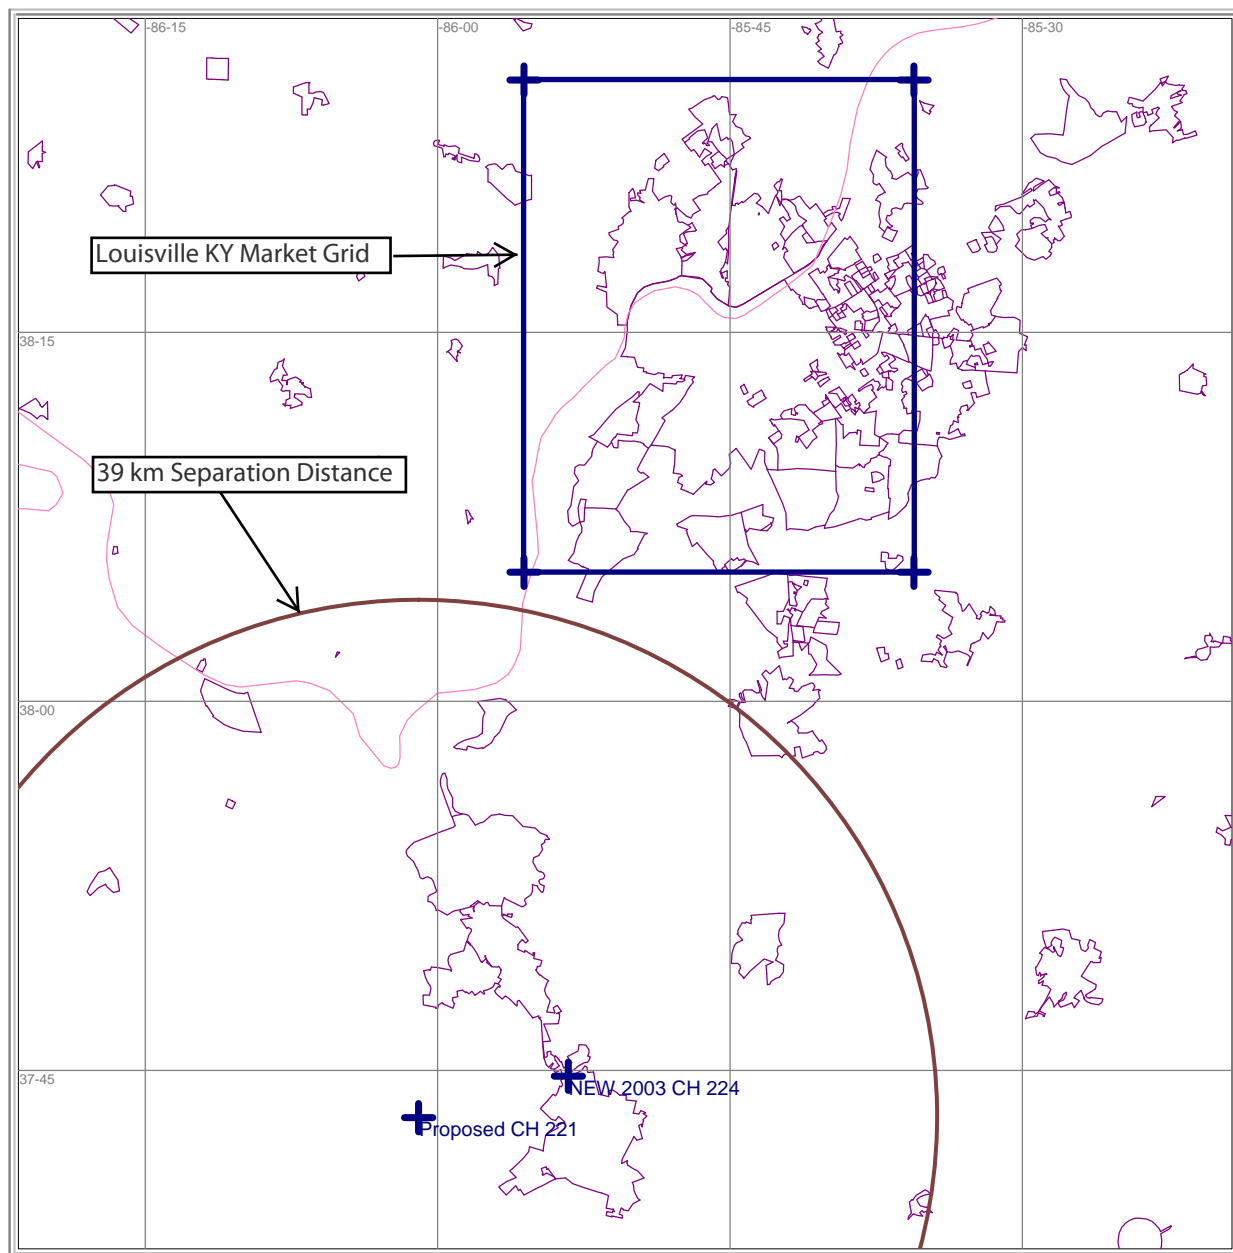 -86-15
-86-00
-85-45
-85-30
Louisville KY Market Grid
38-15
39 km Separation Distance
38-00
37-45
NEW 2003 CH 224
Proposed CH 221